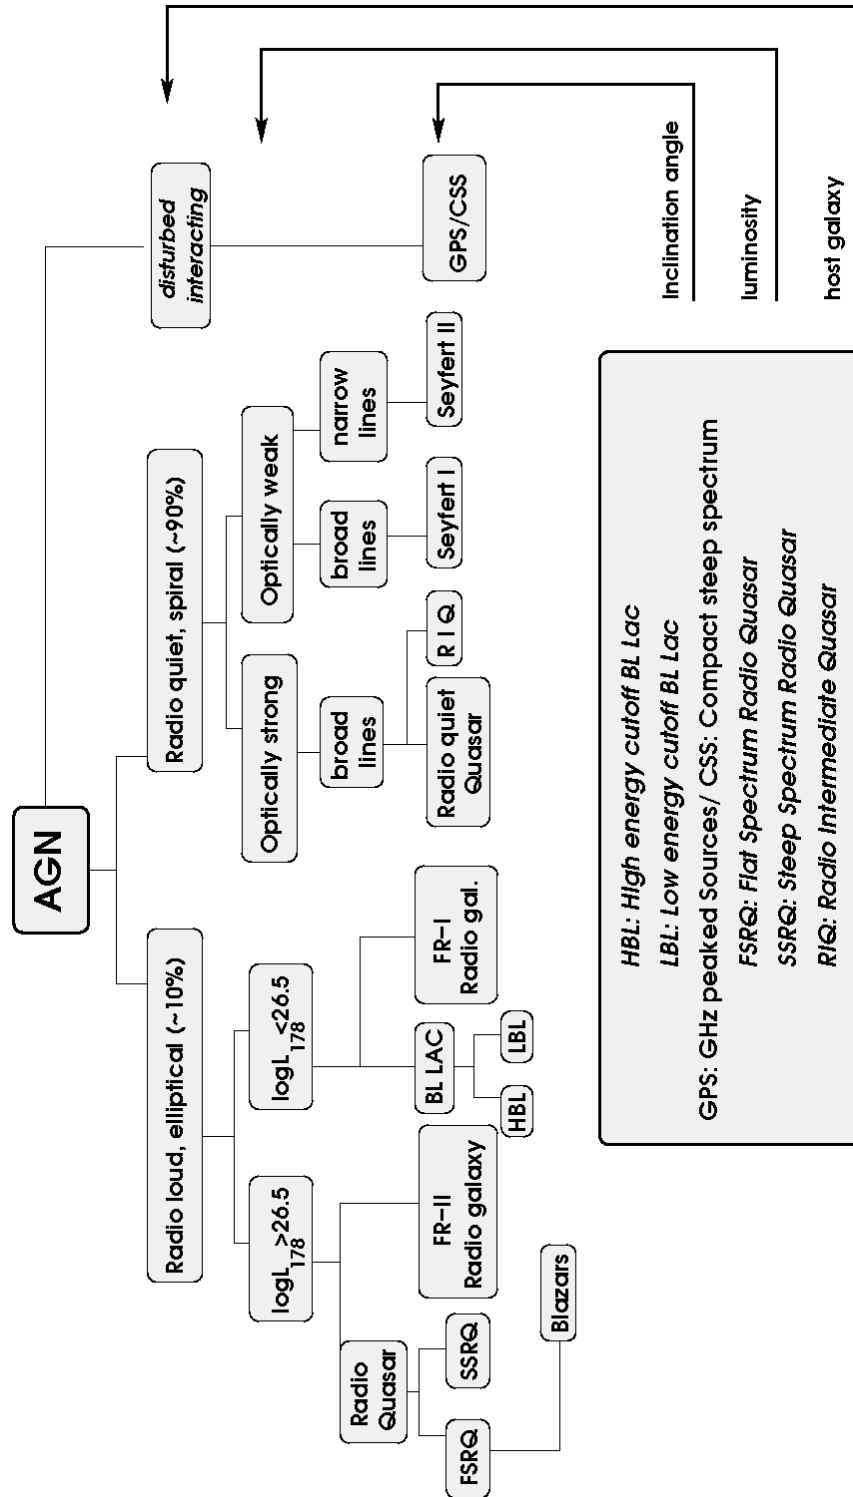 AGN
Radio loud, elliptical (~10%)
Radio quiet, spiral (~90%)
disturbed
interacting
logL178 >26.5
logL178 <26.5
Optically strong
Optically weak
Radio
Quasar
broad
lines
broad
lines
narrow
lines
FSRQ
SSRQ
FR-II
Radio galaxy
BL LAC
FR-I
Radio gal.
Radio quiet
Quasar
R I Q
Seyfert I
Seyfert II
GPS/CSS
HBL
LBL
Blazars
Inclination angle
luminosity
host galaxy
HBL: HIgh energy cutoff BL Lac
LBL: Low energy cutoff BL Lac
GPS: GHz peaked Sources/ CSS: Compact steep spectrum
FSRQ: Flat Spectrum Radio Quasar
SSRQ: Steep Spectrum Radio Quasar
RIQ: Radio Intermediate Quasar